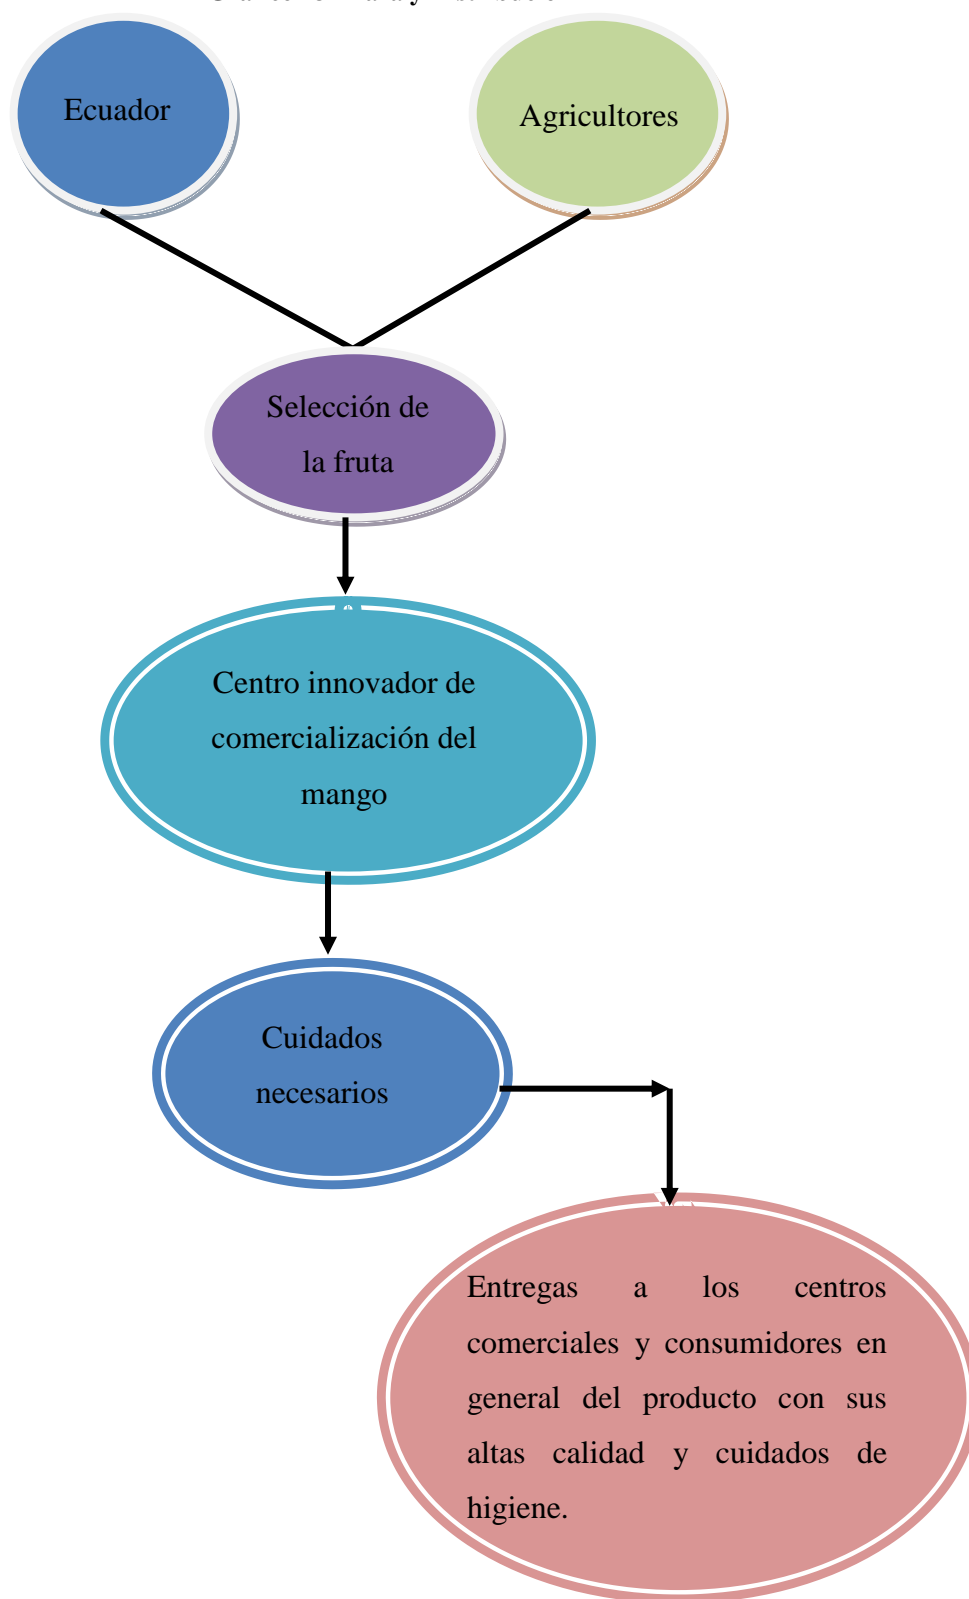 Ecuador
Agricultores
Selección de
la fruta
Centro innovador de
comercialización del
mango
Cuidados
necesarios
Entregas a los centros
comerciales y consumidores en
general del producto con sus
altas calidad y cuidados de
higiene.